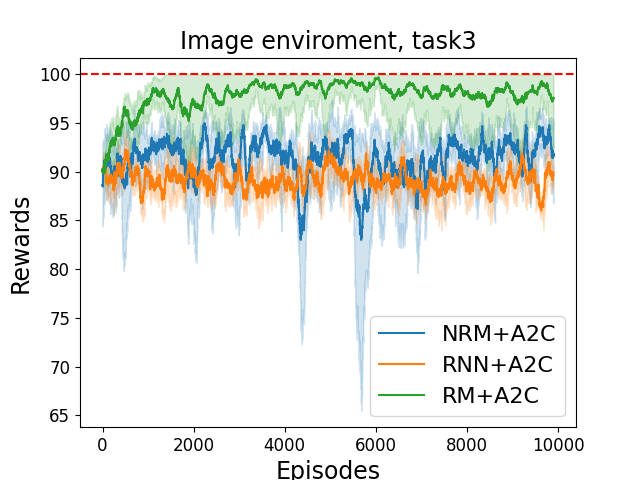 Image enviroment, task3
Rewards
100
95
90
85
80
75
70
65
NRM+A2C
RNN+A2C
RM+A2C
0 2000 4000 6000 8000 10000
Episodes